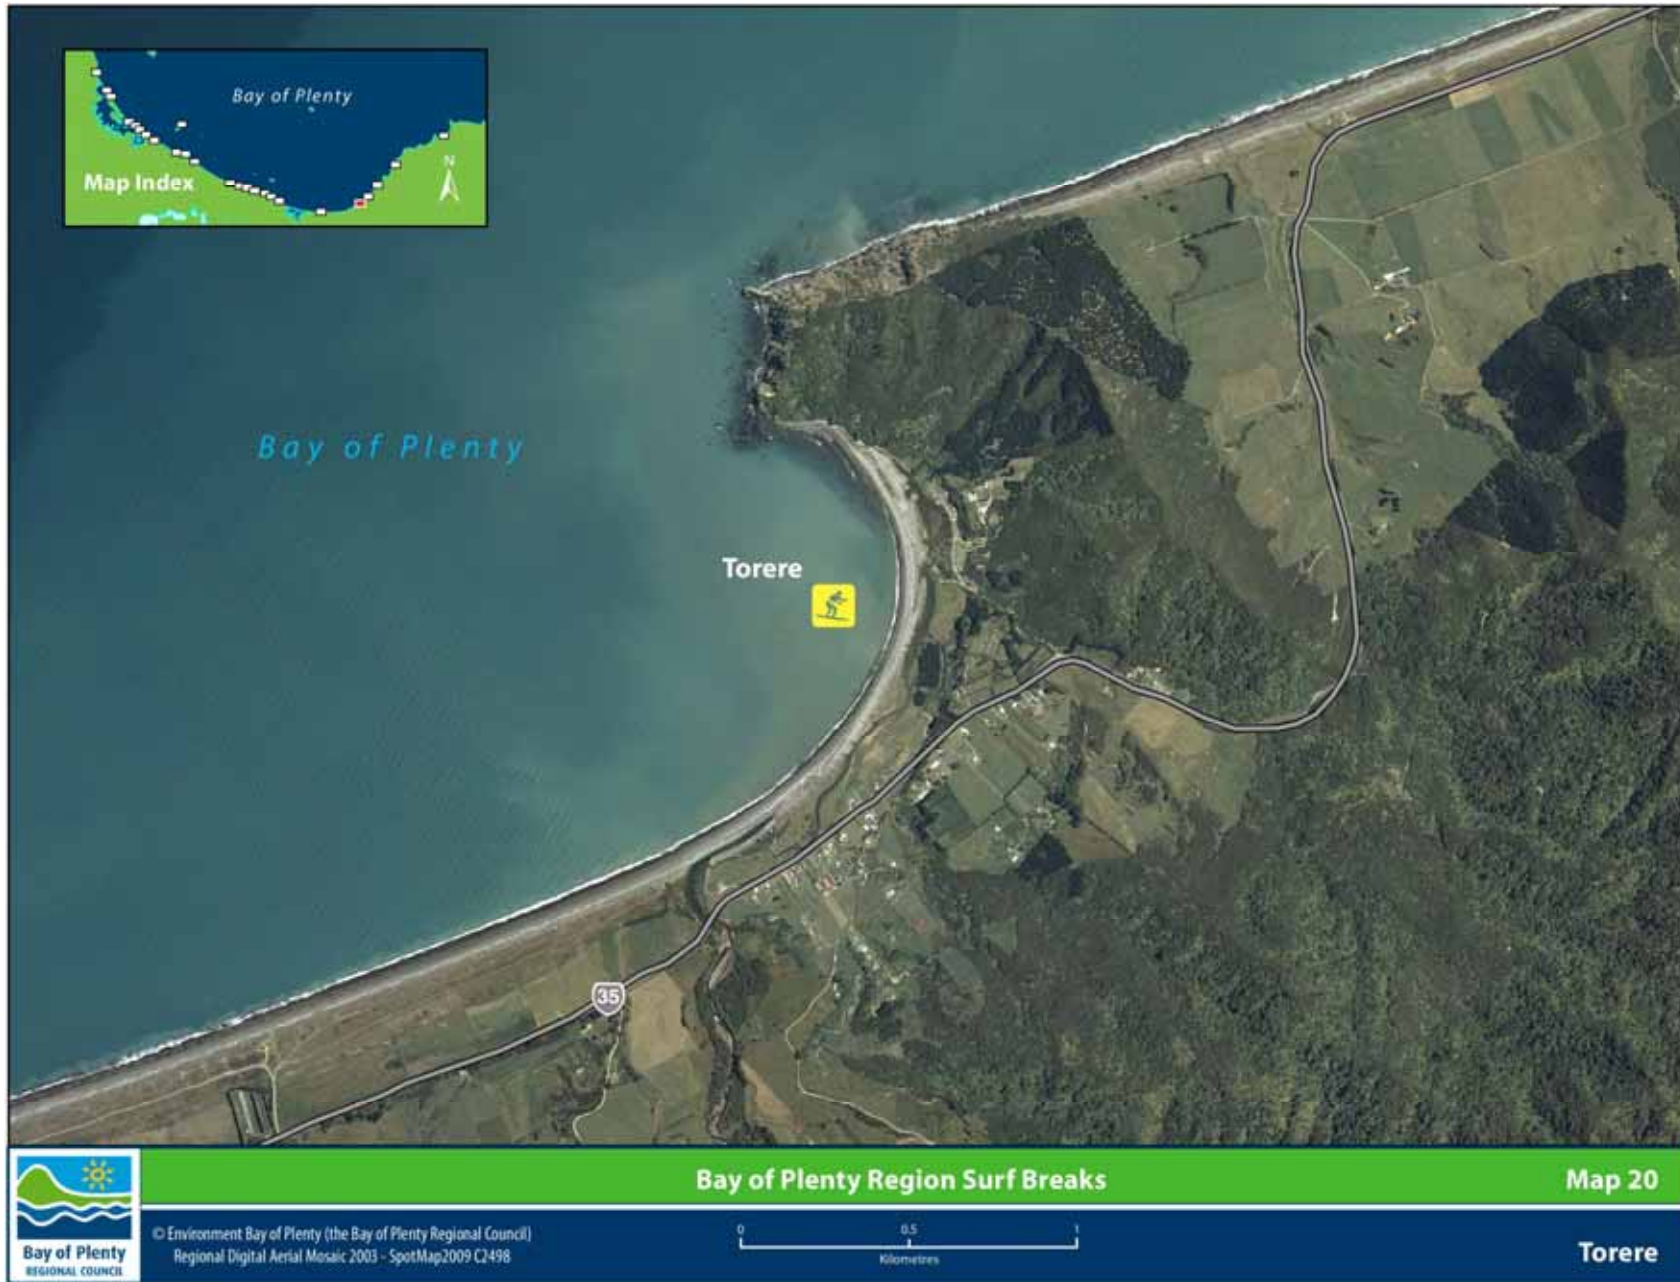 Bay of Plenty
N
Map Index
Bay of Plenty
Torere
35
Bay of Plenty Region Surf Breaks
Map 20
Bay of Plenty
REGIONAL COUNCIL
© Environment Bay of Plenty (the Bay of Plenty Regional Council)
Regional Digital Aerial Mosaic 2003 - SpotMap2009 C2498
0 0.5 1
Kilometres
Torere